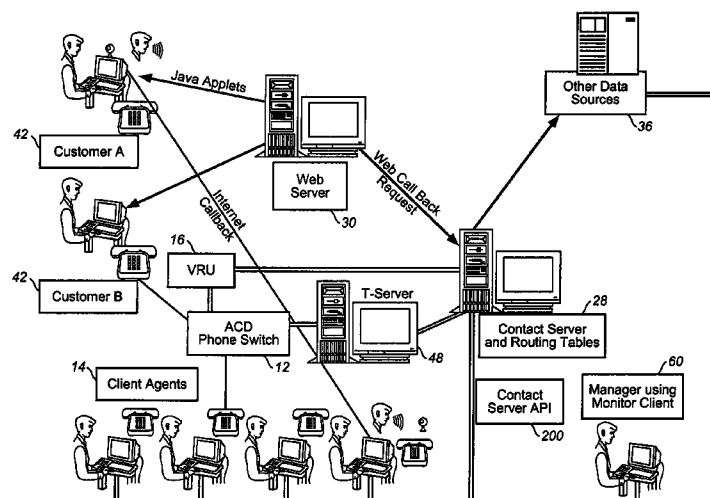 Java Applets
Other Data
Sources
36
42
Customer A
Web
Server
30
Web Call Back
Request
Internet
Callback
16
VRU
42
Customer B
T-Server
48
ACD
Phone Switch
12
Contact Server
and Routing Tables
28
14
Client Agents
Contact
Server API
200
60
Manager using
Monitor Client